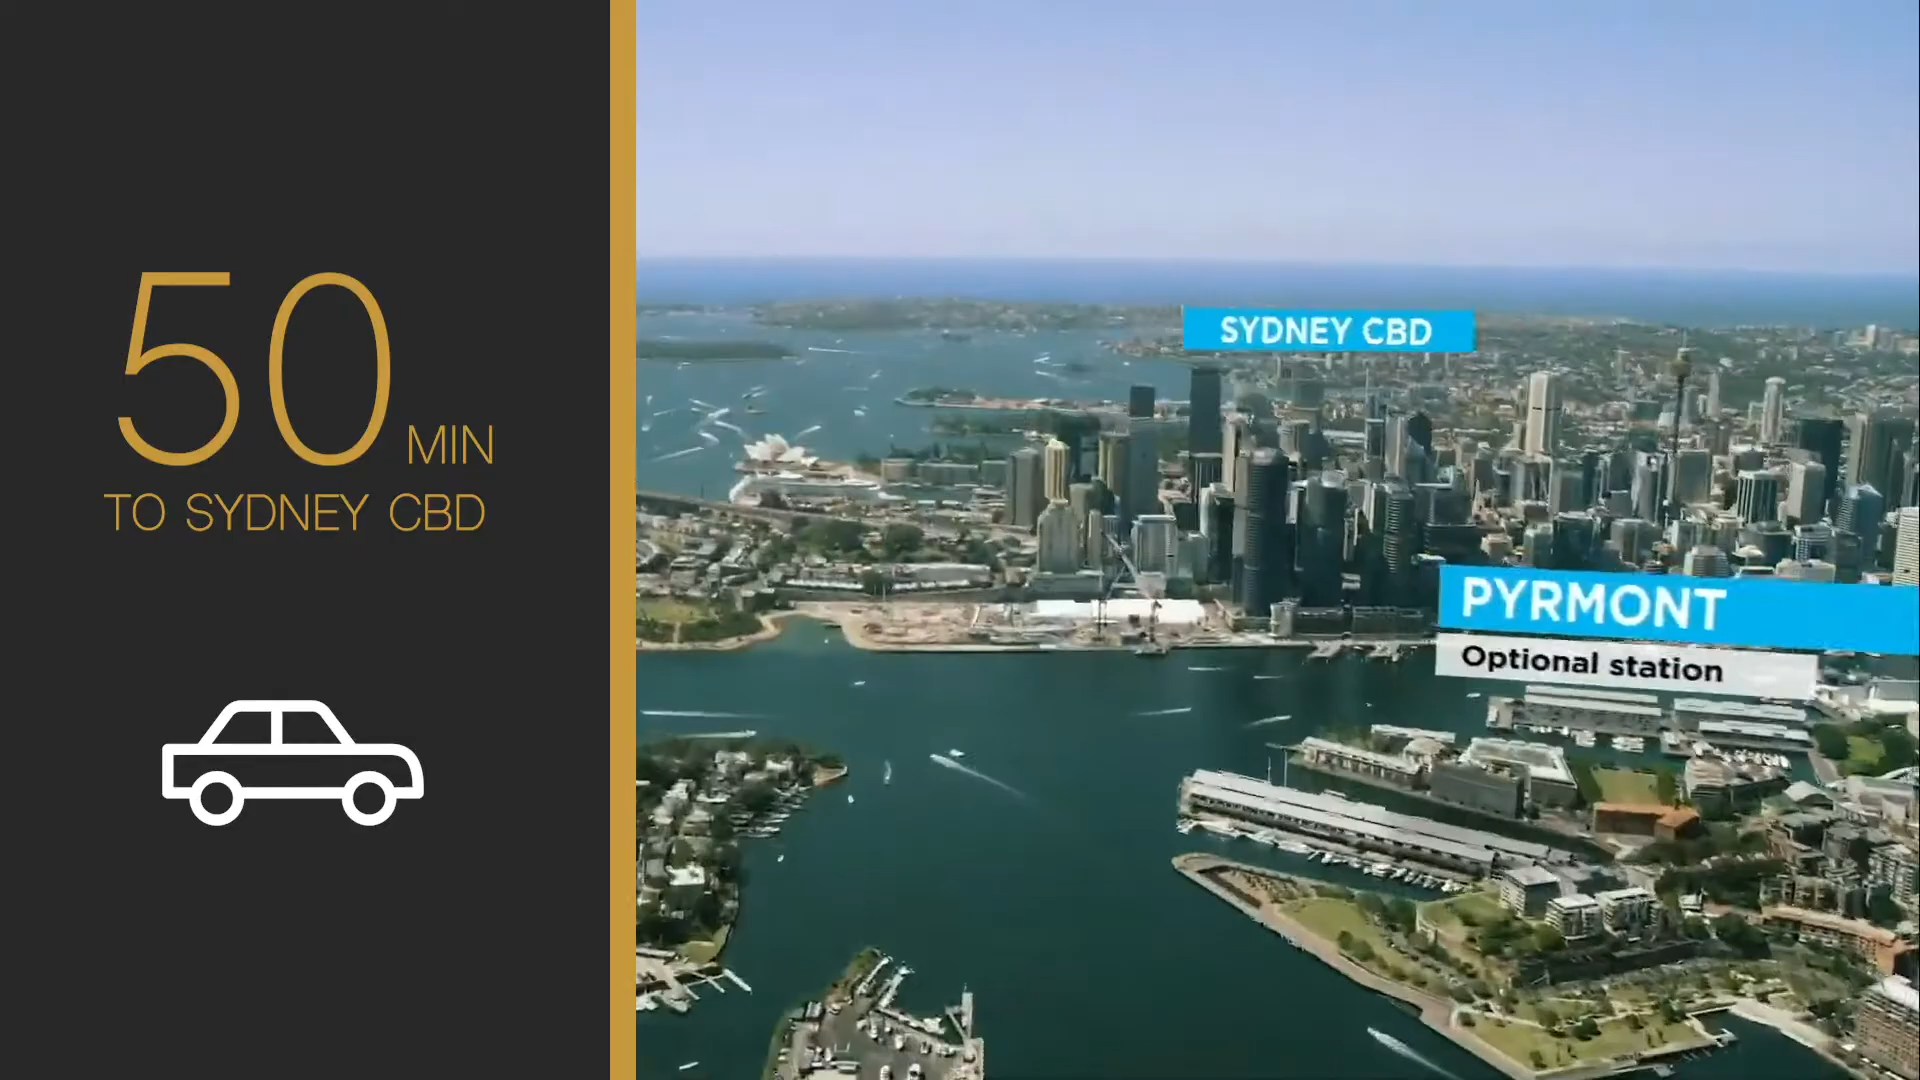 50 MIN
TO SYDNEY CBD
SYDNEY CBD
PYRMONT
Optional station